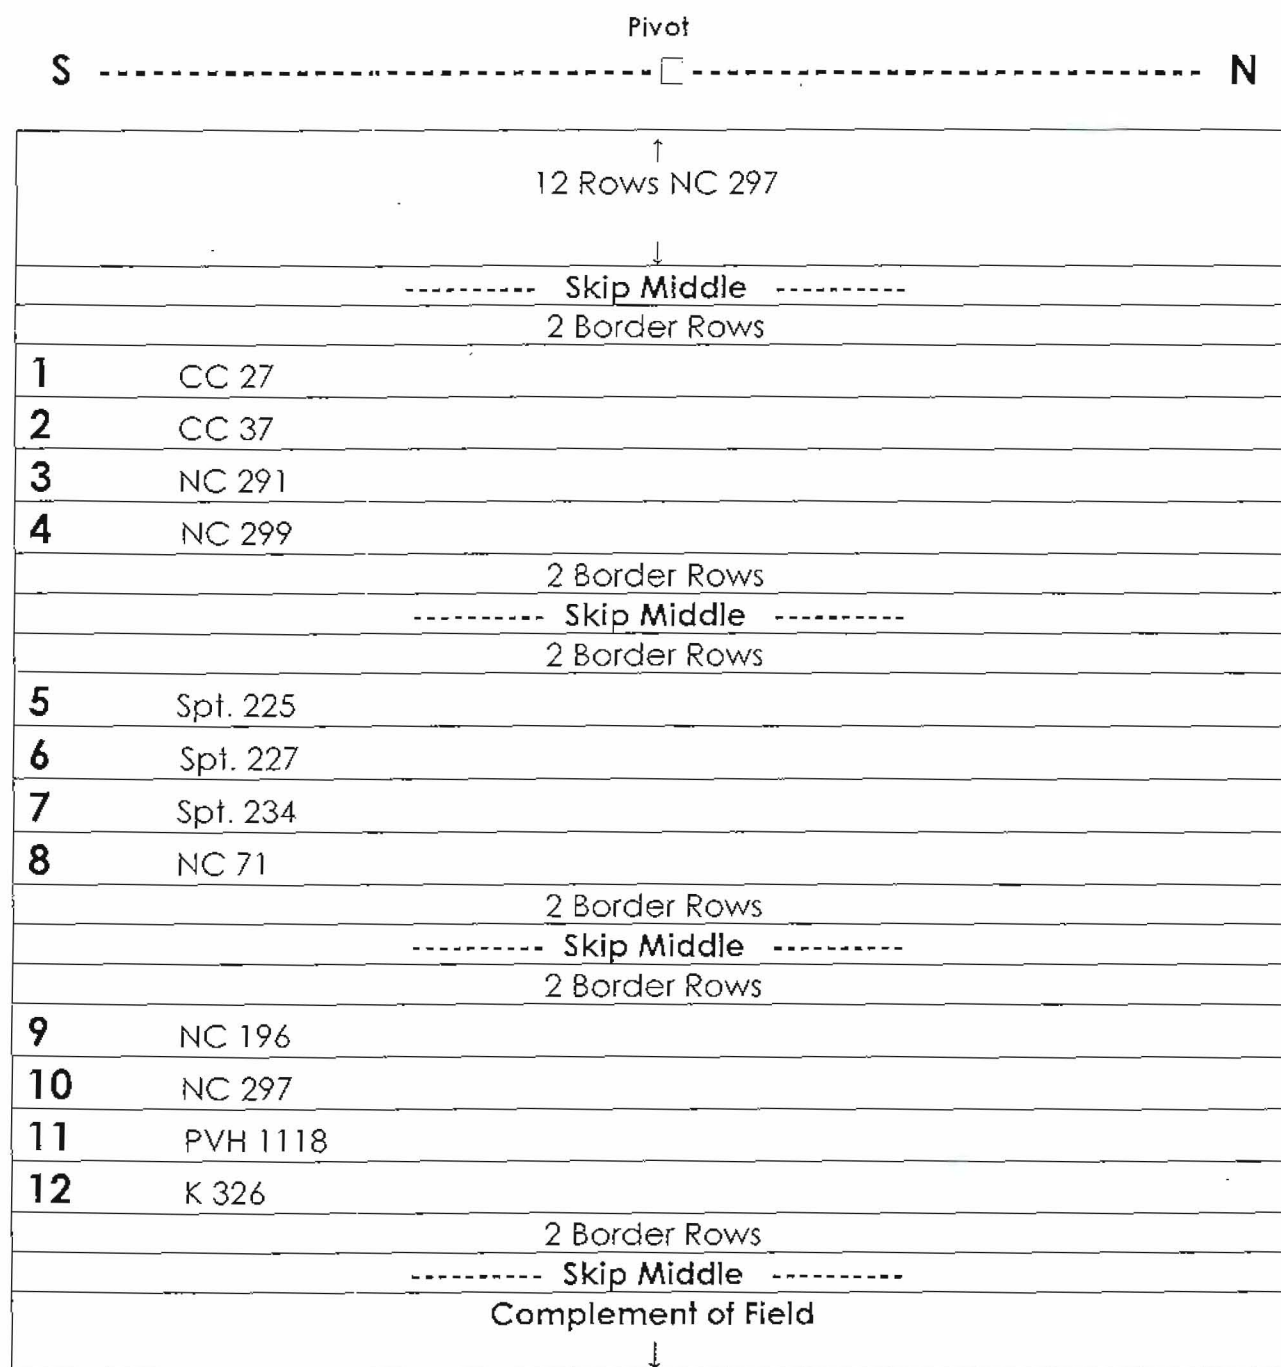 Pivot
S N
12 Rows NC 297
Skip Middle
2 Border Rows
1 CC 27
2 CC 37
3 NC 291
4 NC 299
2 Border Rows
Skip Middle
2 Border Rows
5 Spt. 225
6 Spt. 227
7 Spt. 234
8 NC 71
2 Border Rows
Skip Middle
2 Border Rows
9 NC 196
10 NC 297
11 PVH 1118
12 K 326
2 Border Rows
Skip Middle
Complement of Field